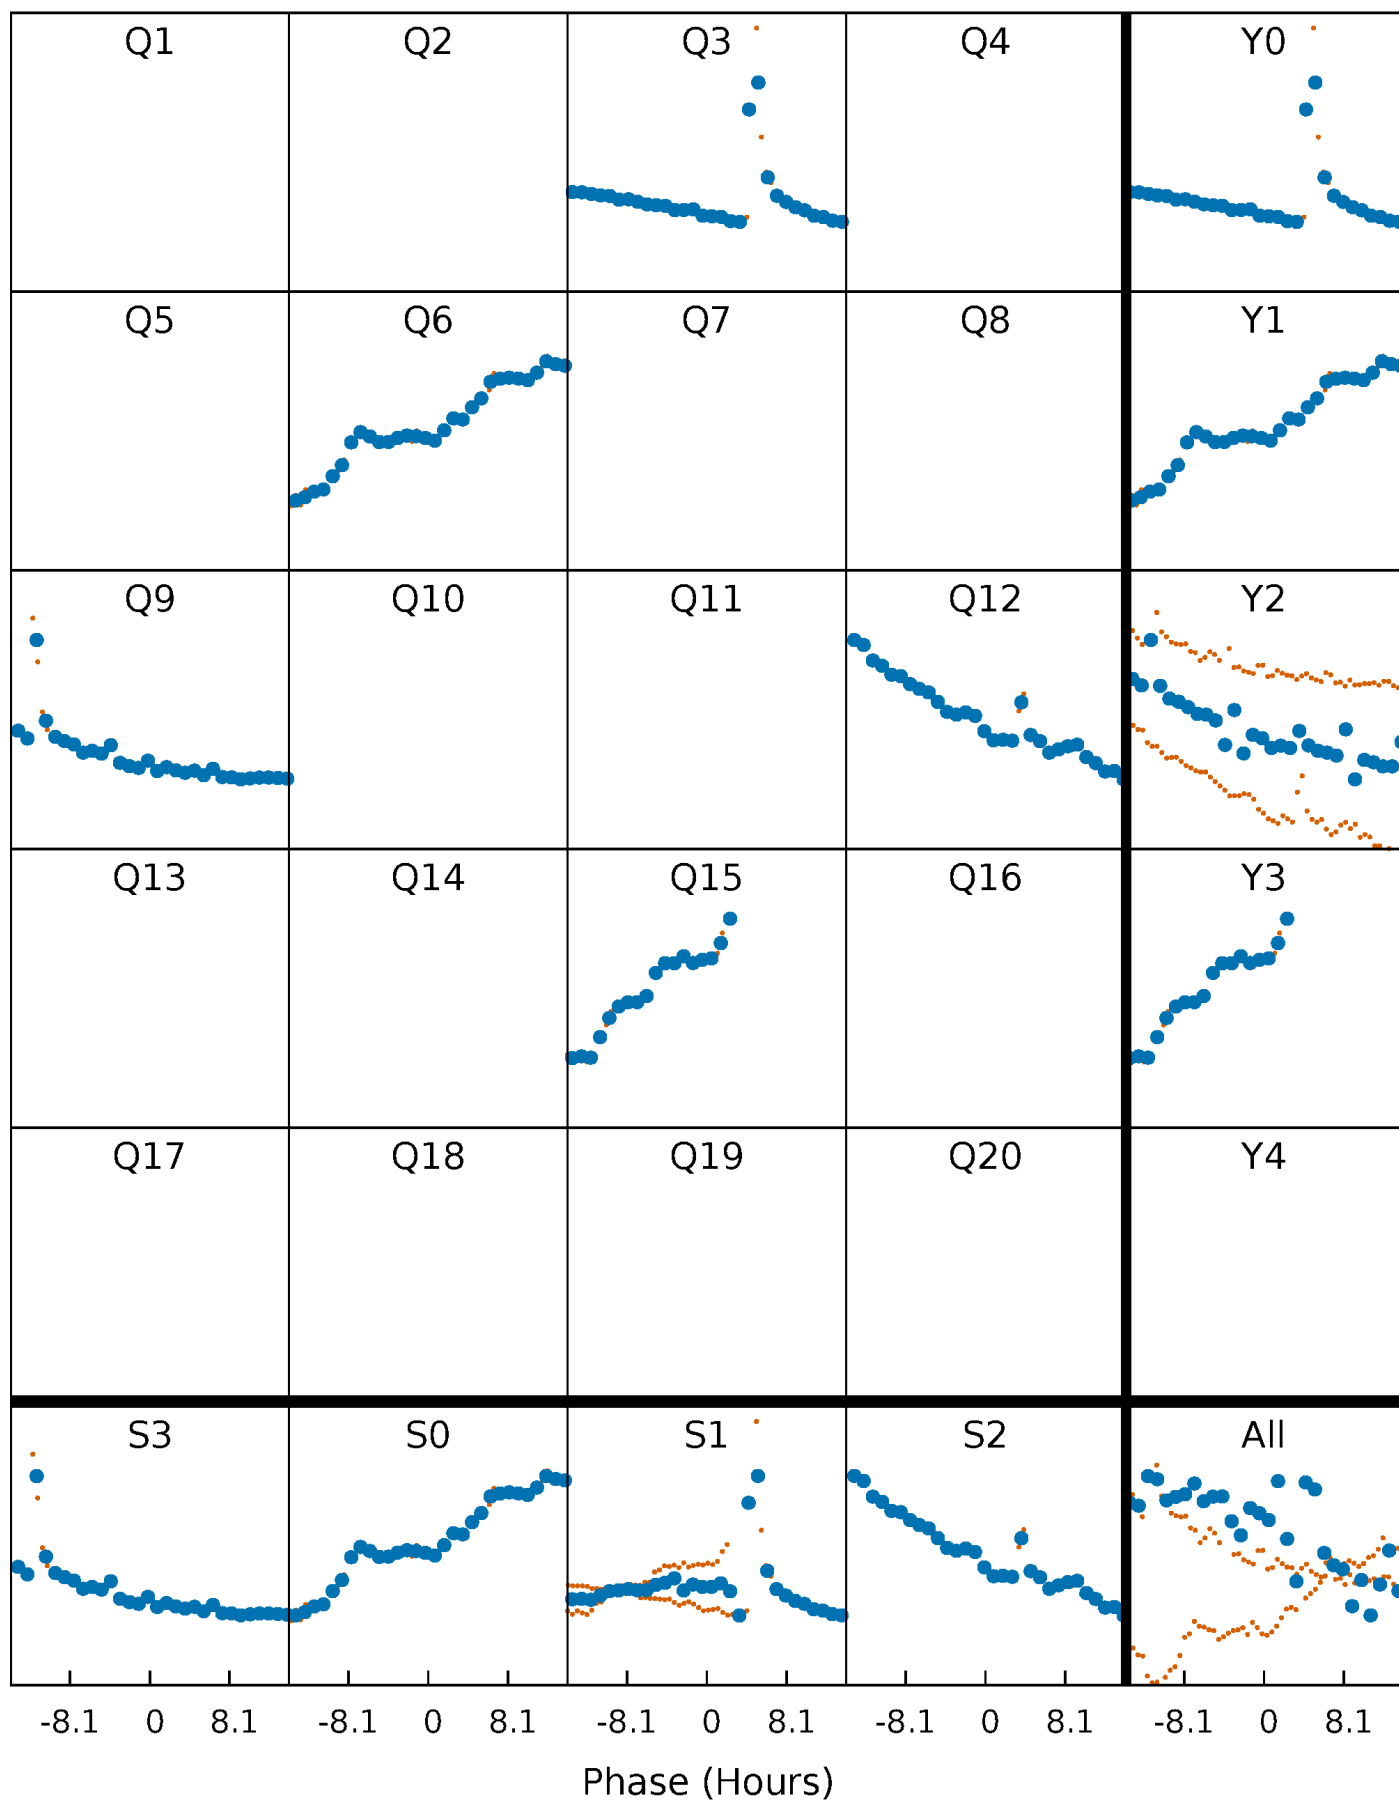 Q1 Q2 Q3 Q4 Y0
Q5 Q6 Q7 Q8 Y1
Q9 Q10 Q11 Q12 Y2
Q13 Q14 Q15 Q16 Y3
Q17 Q18 Q19 Q20 Y4
S3 S0 S1 S2 All
-8.1 0 8.1 -8.1 0 8.1 -8.1 0 8.1 -8.1 0 8.1 -8.1 0 8.1
Phase (Hours)